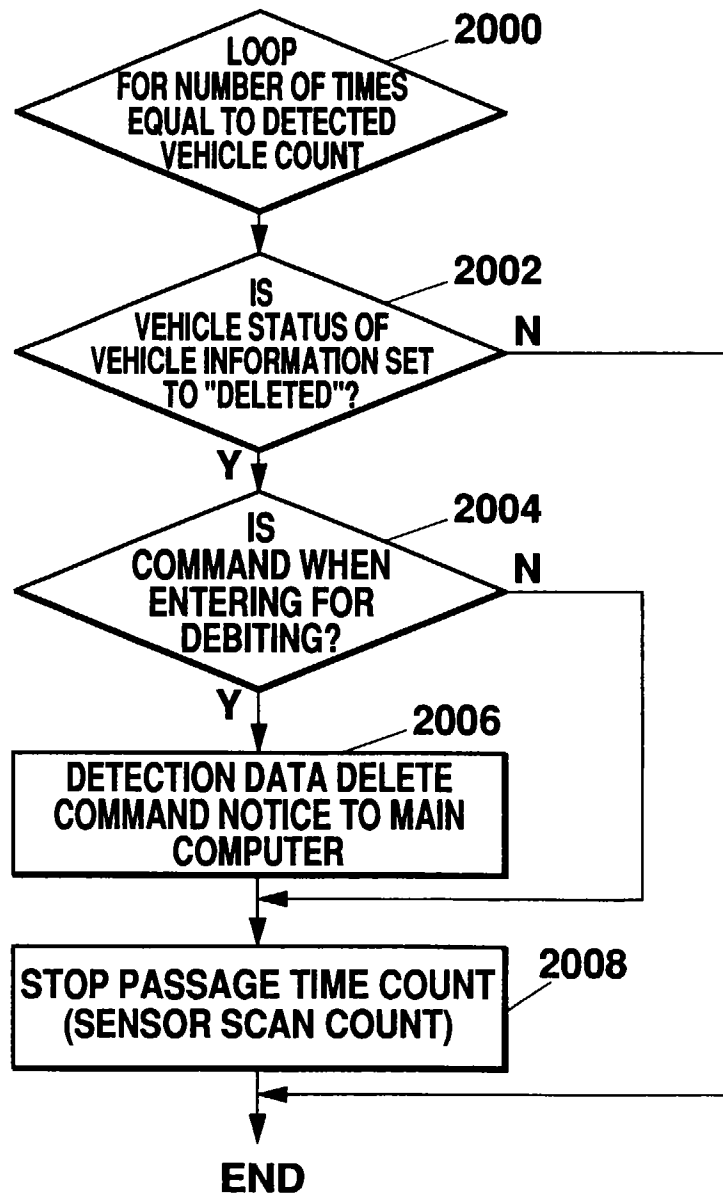 2000
LOOP
FOR NUMBER OF TIMES
EQUAL TO DETECTED
VEHICLE COUNT
2002
IS
VEHICLE STATUS OF
VEHICLE INFORMATION SET
TO "DELETED"?
N
Y
2004
IS
COMMAND WHEN
ENTERING FOR
DEBITING?
N
Y
2006
DETECTION DATA DELETE
COMMAND NOTICE TO MAIN
COMPUTER
2008
STOP PASSAGE TIME COUNT
(SENSOR SCAN COUNT)
END